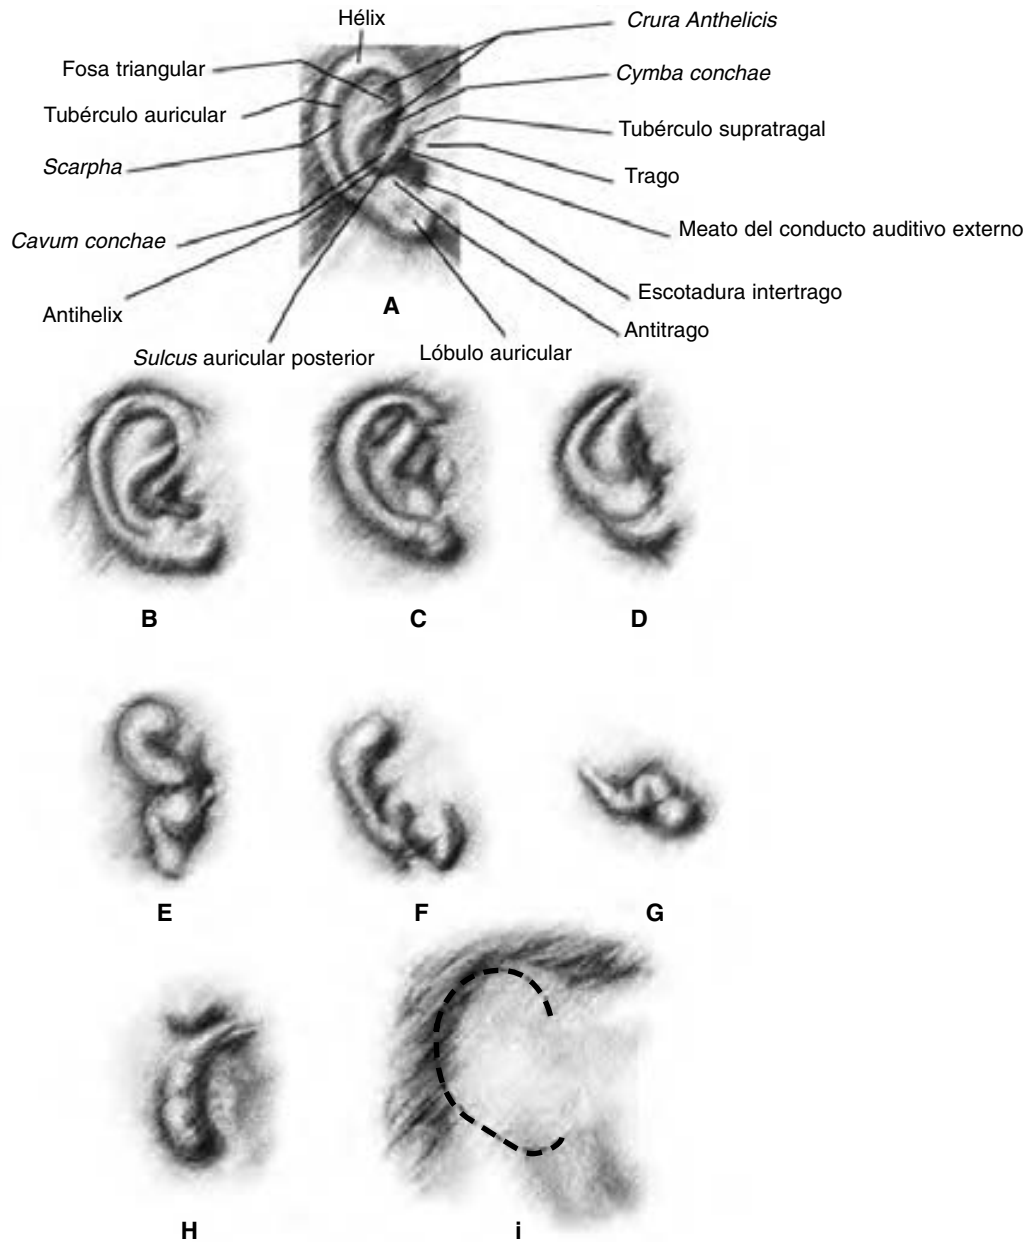 Hélix
Crura Anthelicis
Fosa triangular
Cymba conchae
Tubérculo auricular
Tubérculo supratragal
Scarpha
Trago
Cavum conchae
Meato del conducto auditivo externo
Antihelix
Escotadura intertrago
A
Antitrago
Sulcus auricular posterior
Lóbulo auricular
B
C
D
E
F
G
H
i